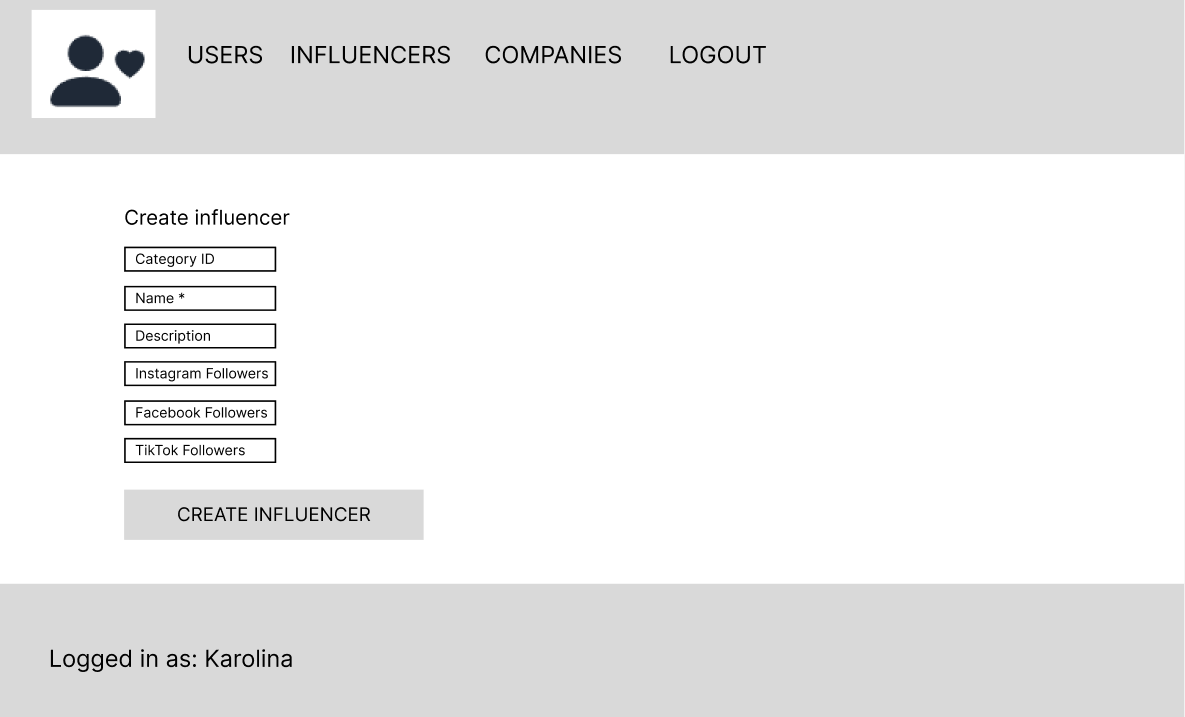 USERS INFLUENCERS COMPANIES LOGOUT
Create influencer
Category ID
Name *
Description
Instagram Followers
Facebook Followers
TikTok Followers
CREATE INFLUENCER
Logged in as: Karolina